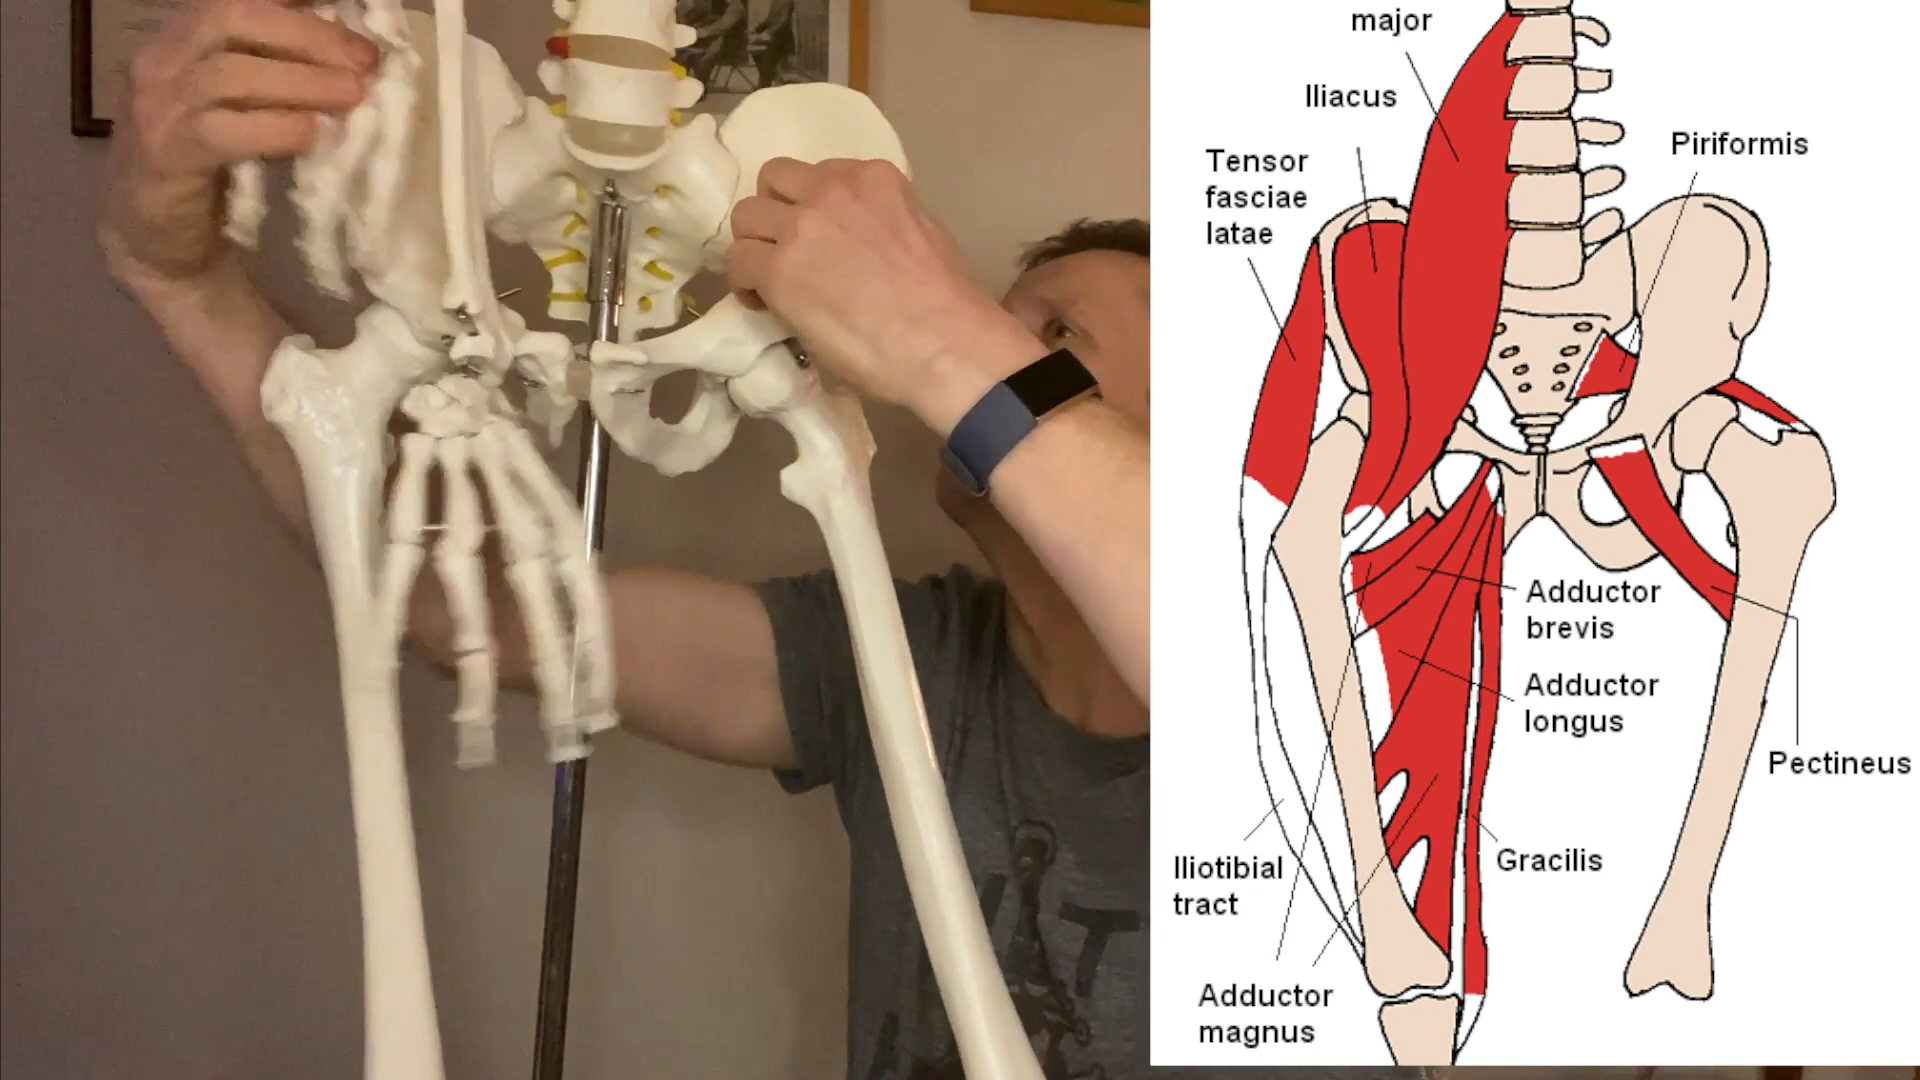 major
Iliacus
Tensor
fasciae
latae
Piriformis
Adductor
brevis
Adductor
longus
Pectineus
Gracilis
Iliotibial
tract
Adductor
magnus